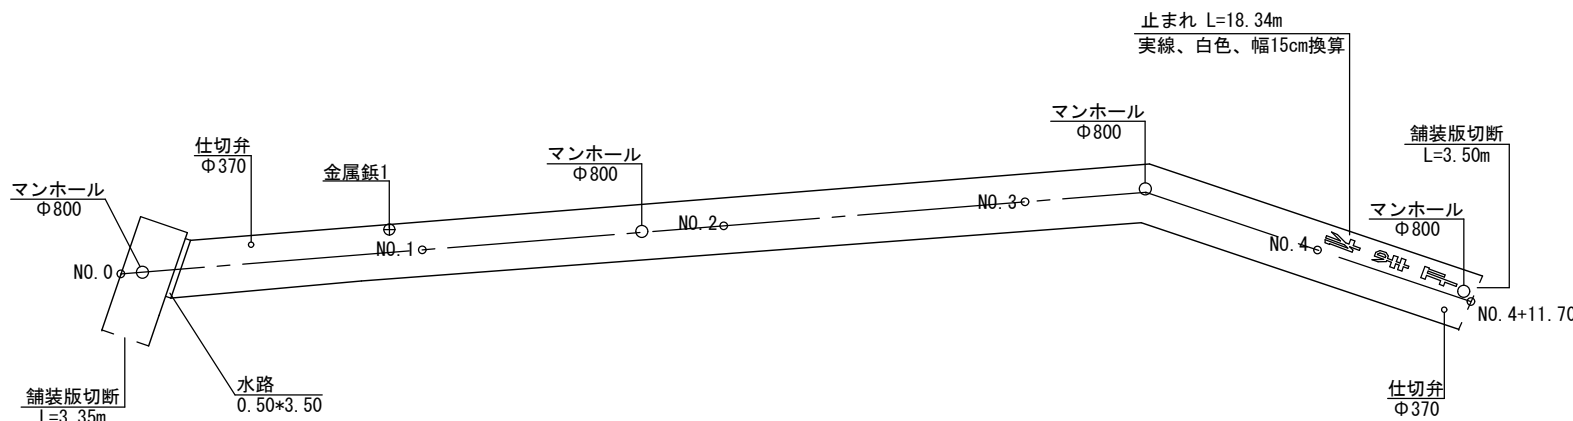 止まれ L=18.34m
実線、白色、幅15cm換算
マンホール
Φ800
舗装版切断
L=3.50m
仕切弁
Φ370
マンホール
Φ800
金属鋲1
マンホール
Φ800
マンホール
Φ800
NO.0
NO.1
NO.2
NO.3
NO.4
止まれ
NO.4+11.70
水路
0.50*3.50
舗装版切断
L=3.35m
仕切弁
Φ370